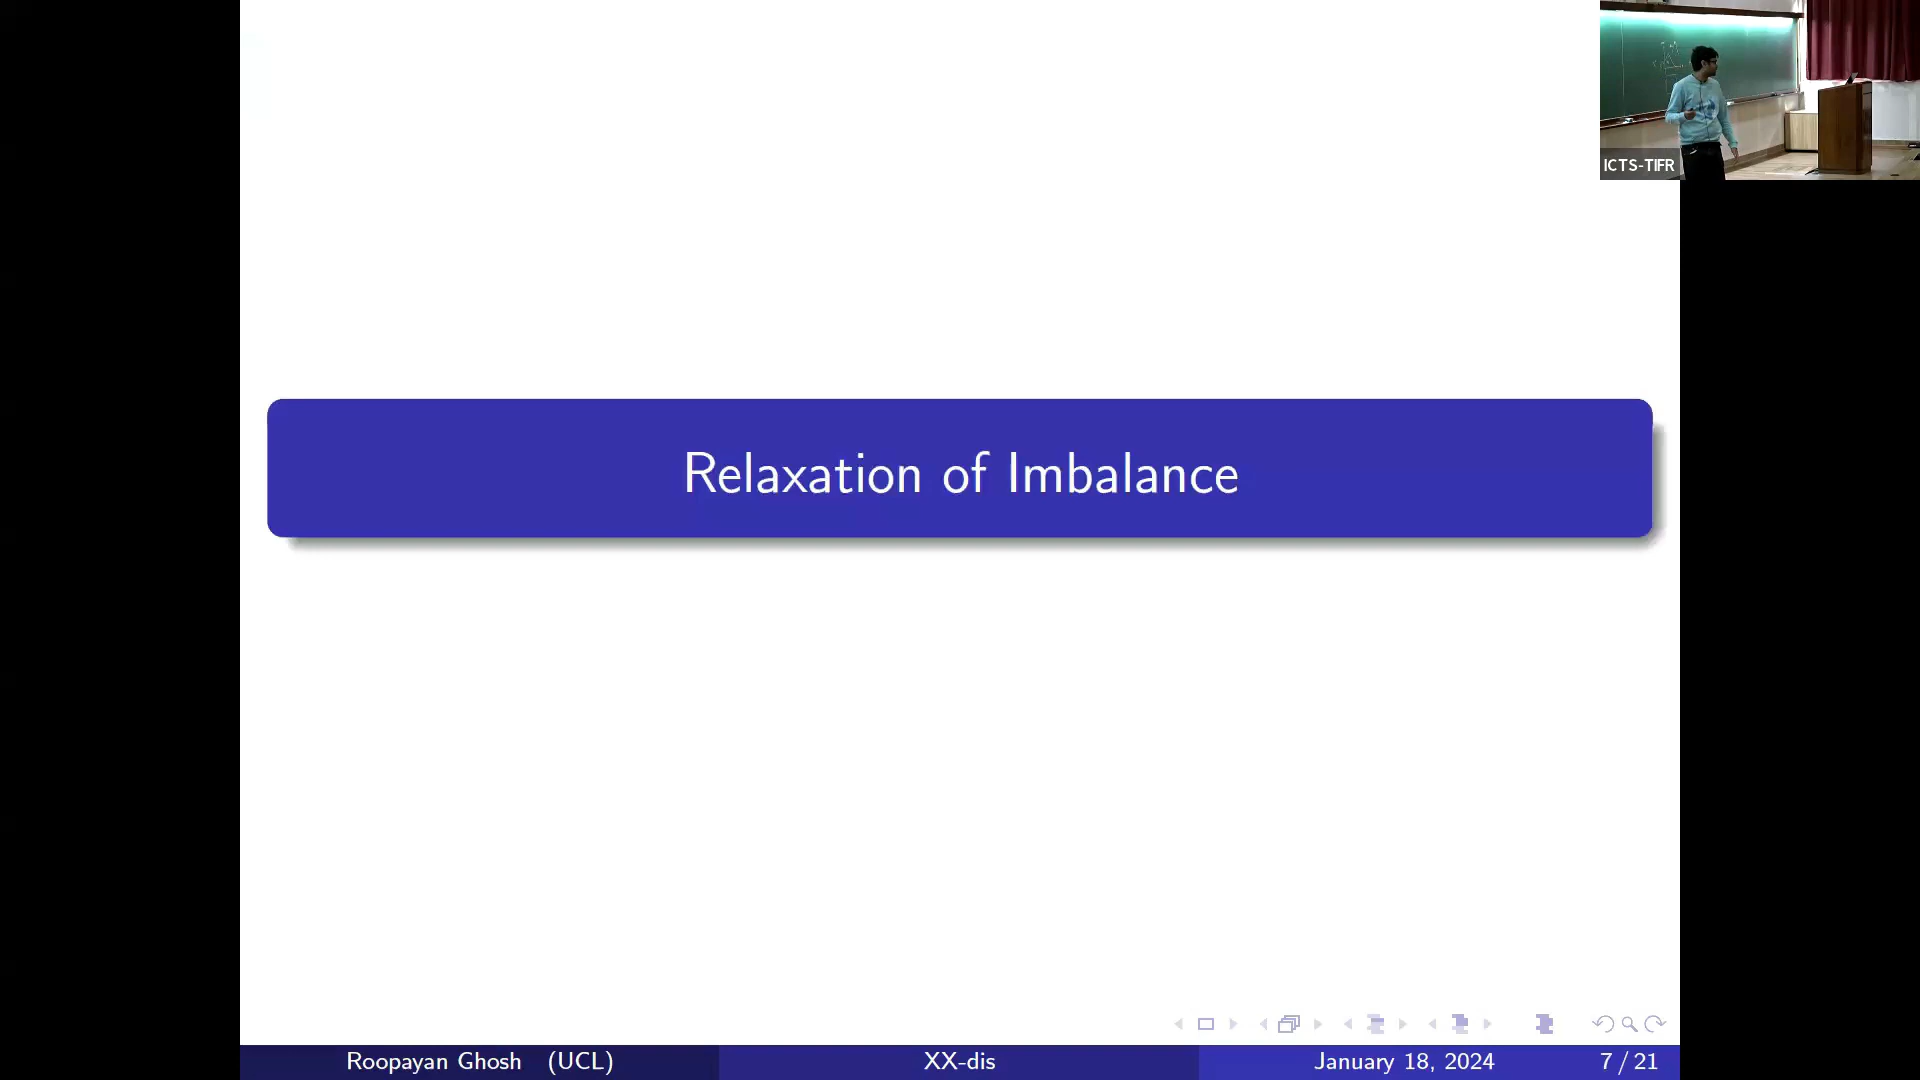 ICTS-TIFR
Relaxation of Imbalance
Roopayan Ghosh (UCL)
XX-dis
January 18, 2024
7 / 21